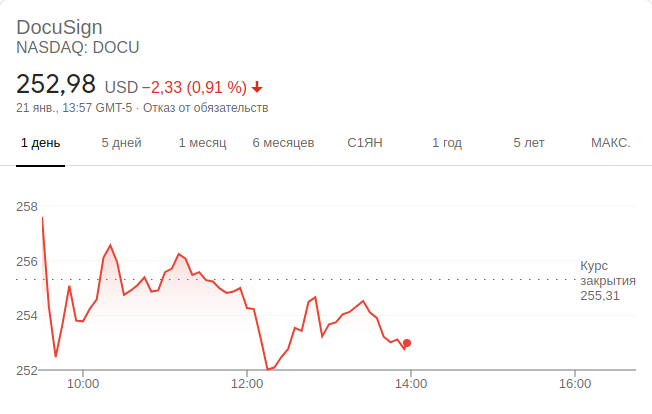 DocuSign
NASDAQ: DOCU
252,98 USD −2,33 (0,91 %)
21 янв., 13:57 GMT-5 · Отказ от обязательств
1 день 5 дней 1 месяц 6 месяцев С1ЯН 1 год 5 лет МАКС.
258
256
Курс
закрытия
255,31
254
252
10:00 12:00 14:00 16:00